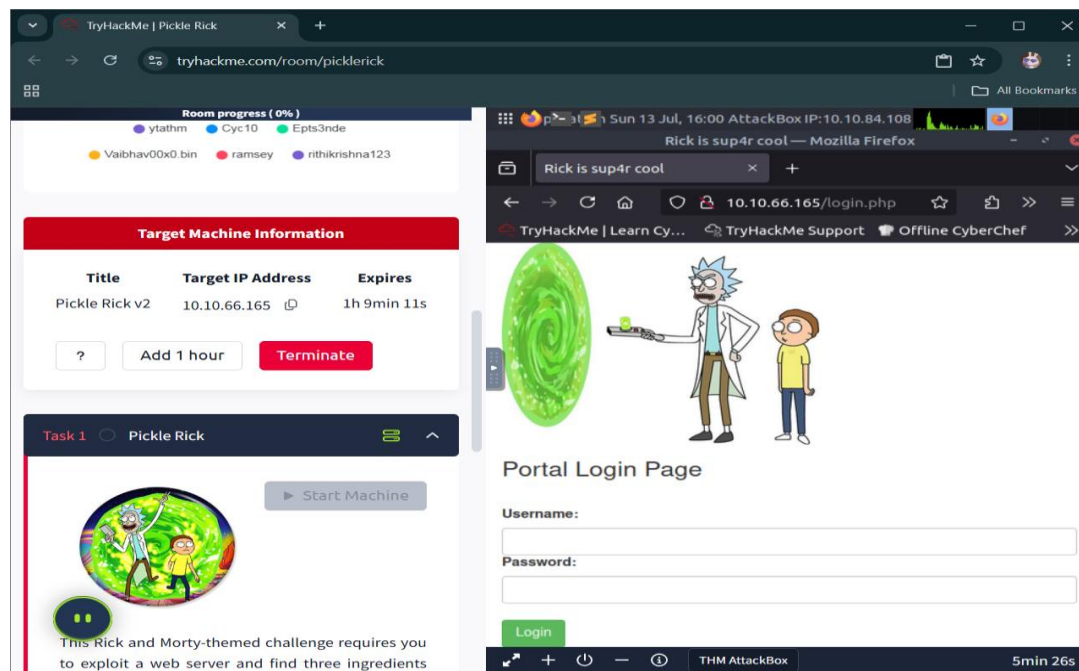 TryHackMe | Pickle Rick
tryhackme.com/room/picklerick
All Bookmarks
Room progress ( 0% )
ytathm Cyc10 Epts3nde
Vaibhav00x0.bin ramsey rithikrishna123
Target Machine Information
Title Target IP Address Expires
Pickle Rick v2 10.10.66.165 1h 9min 11s
? Add 1 hour Terminate
Task 1 Pickle Rick
Start Machine
This Rick and Morty-themed challenge requires you
to exploit a web server and find three ingredients
Sun 13 Jul, 16:00 AttackBox IP:10.10.84.108
Rick is sup4r cool — Mozilla Firefox
Rick is sup4r cool
10.10.66.165/login.php
TryHackMe | Learn Cy... TryHackMe Support Offline CyberChef
Portal Login Page
Username:
Password:
Login
THM AttackBox 5min 26s